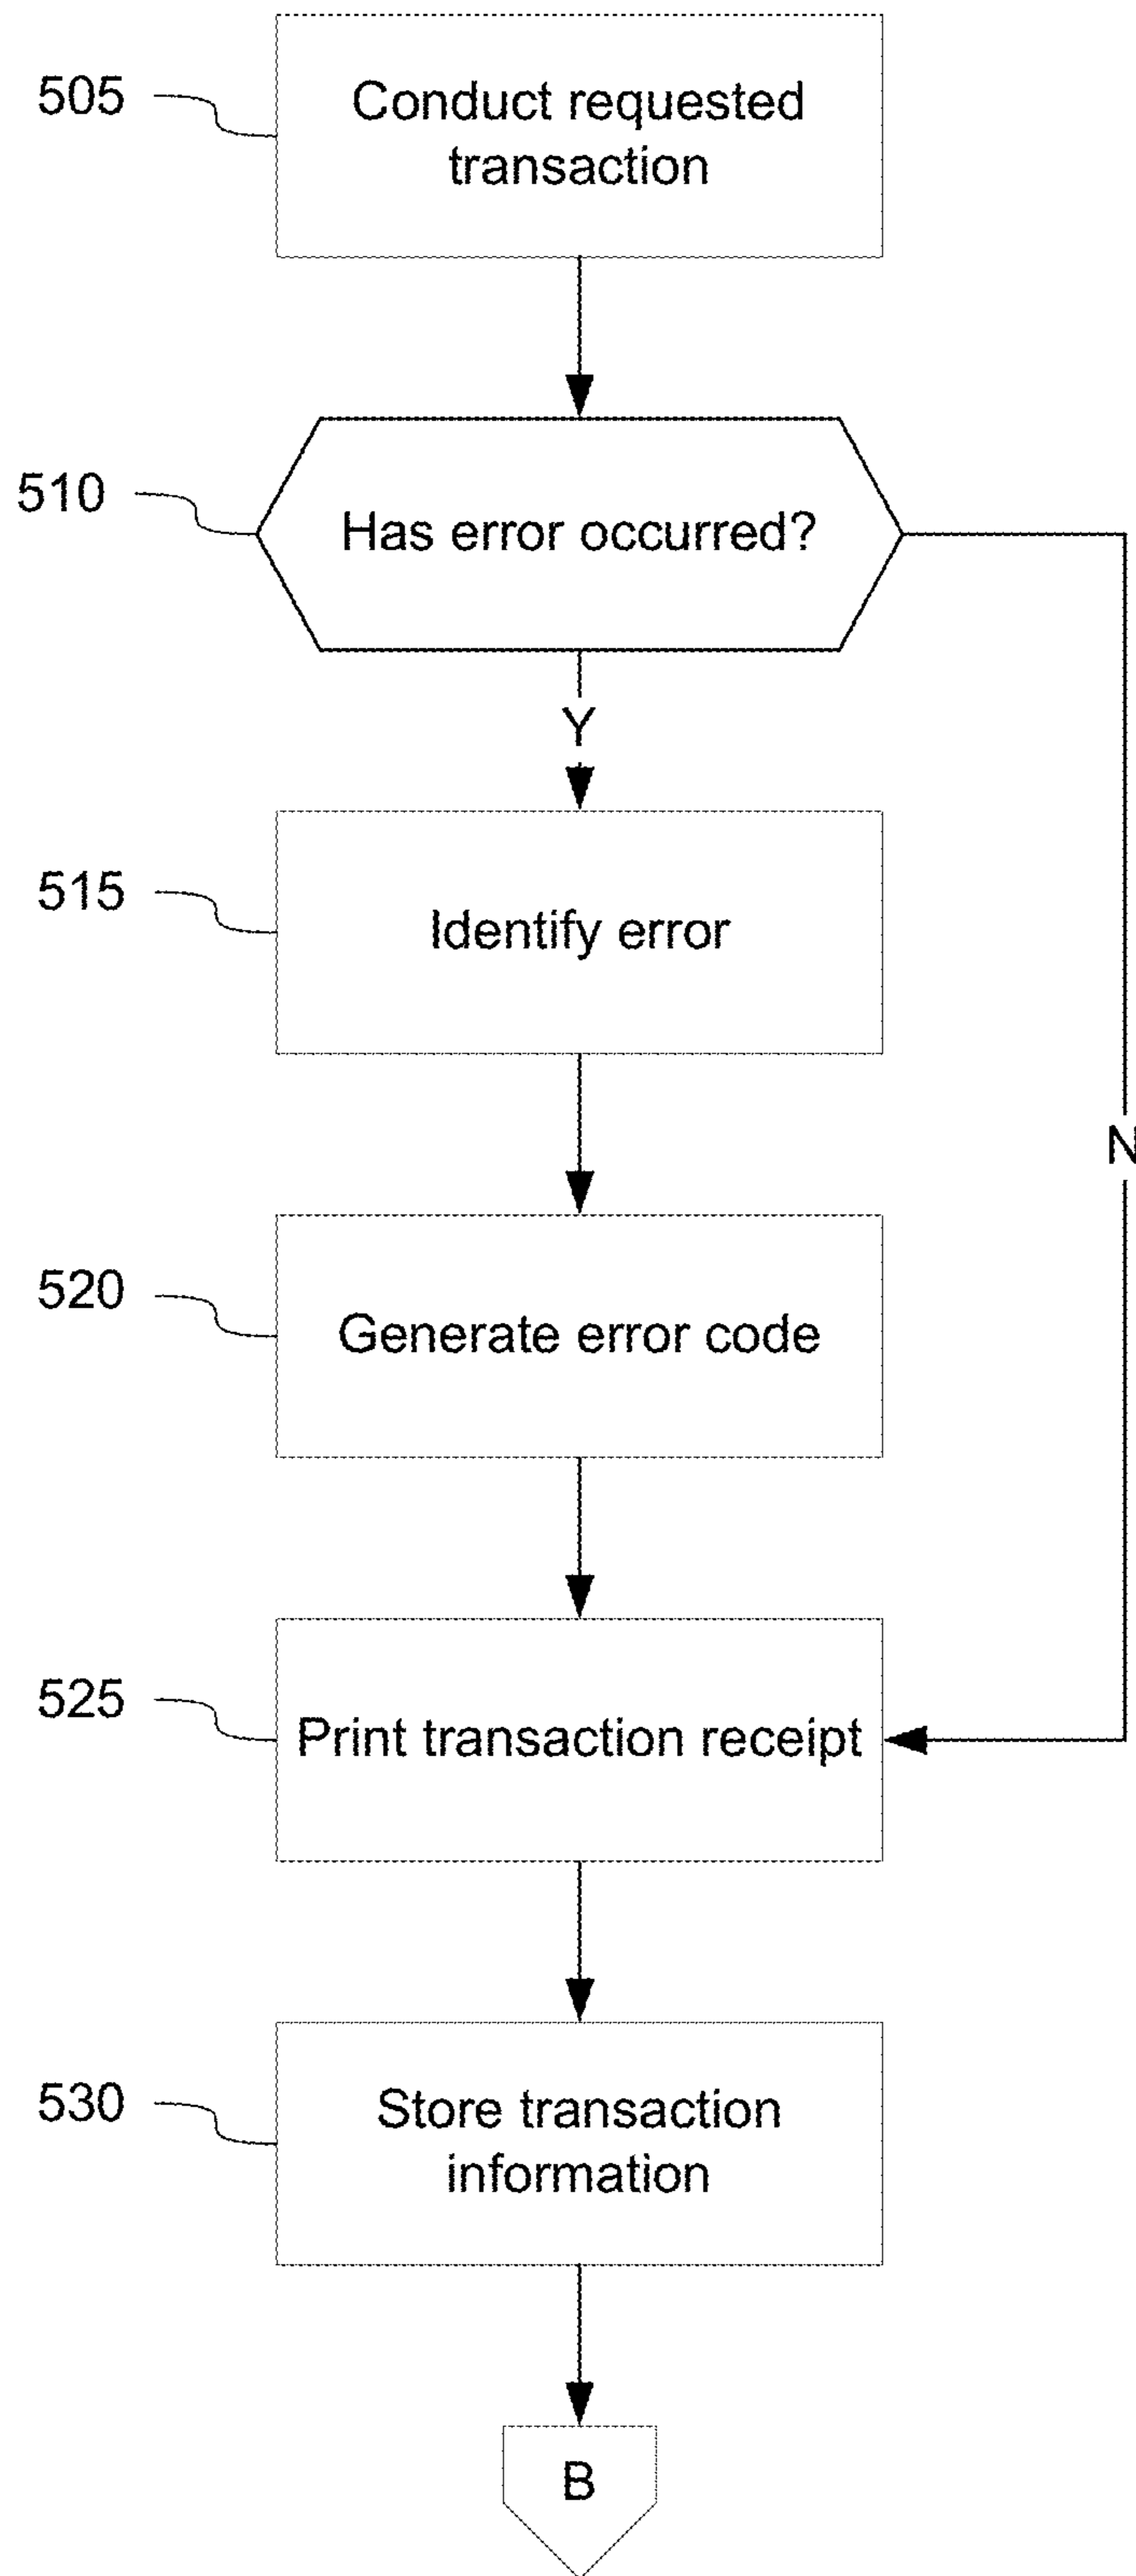 505
Conduct requested
transaction
510
Has error occurred?
Y
515
Identify error
N
520
Generate error code
525
Print transaction receipt
530
Store transaction
information
B